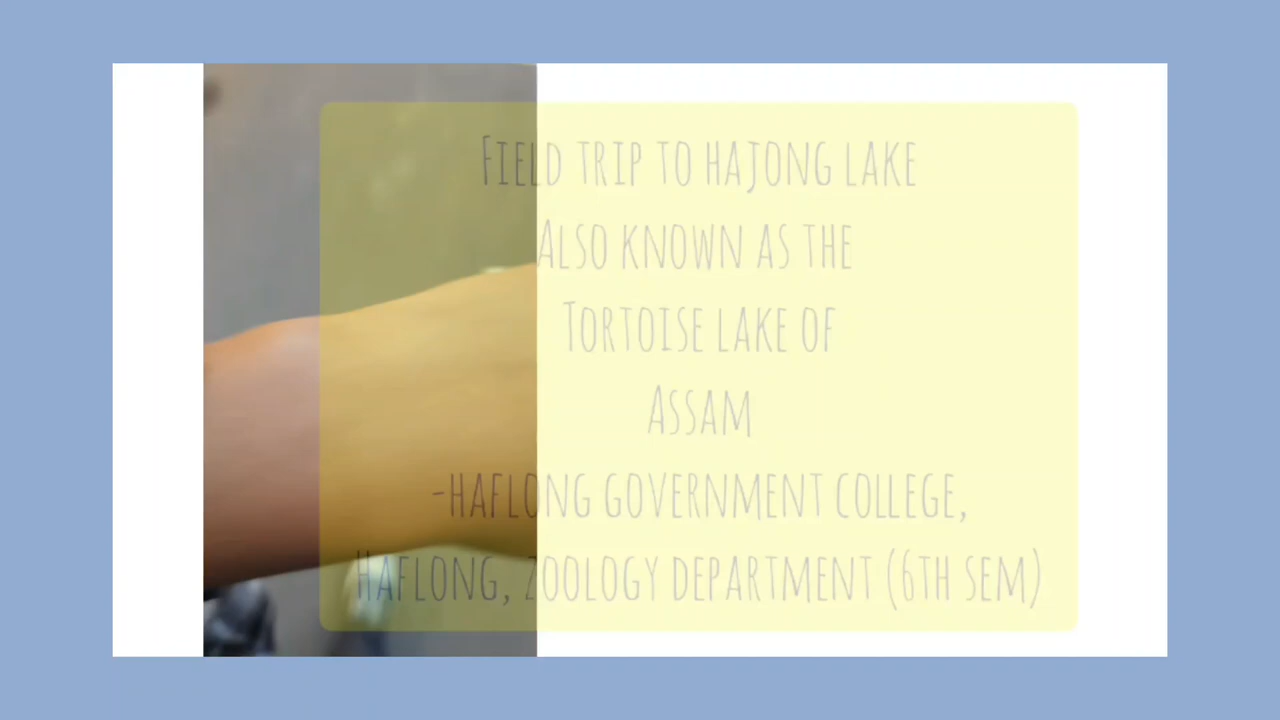 Field trip to Hajong Lake
Also known as the
Tortoise lake of
Assam
-Haflong Government College,
Haflong, Zoology department (6th sem)